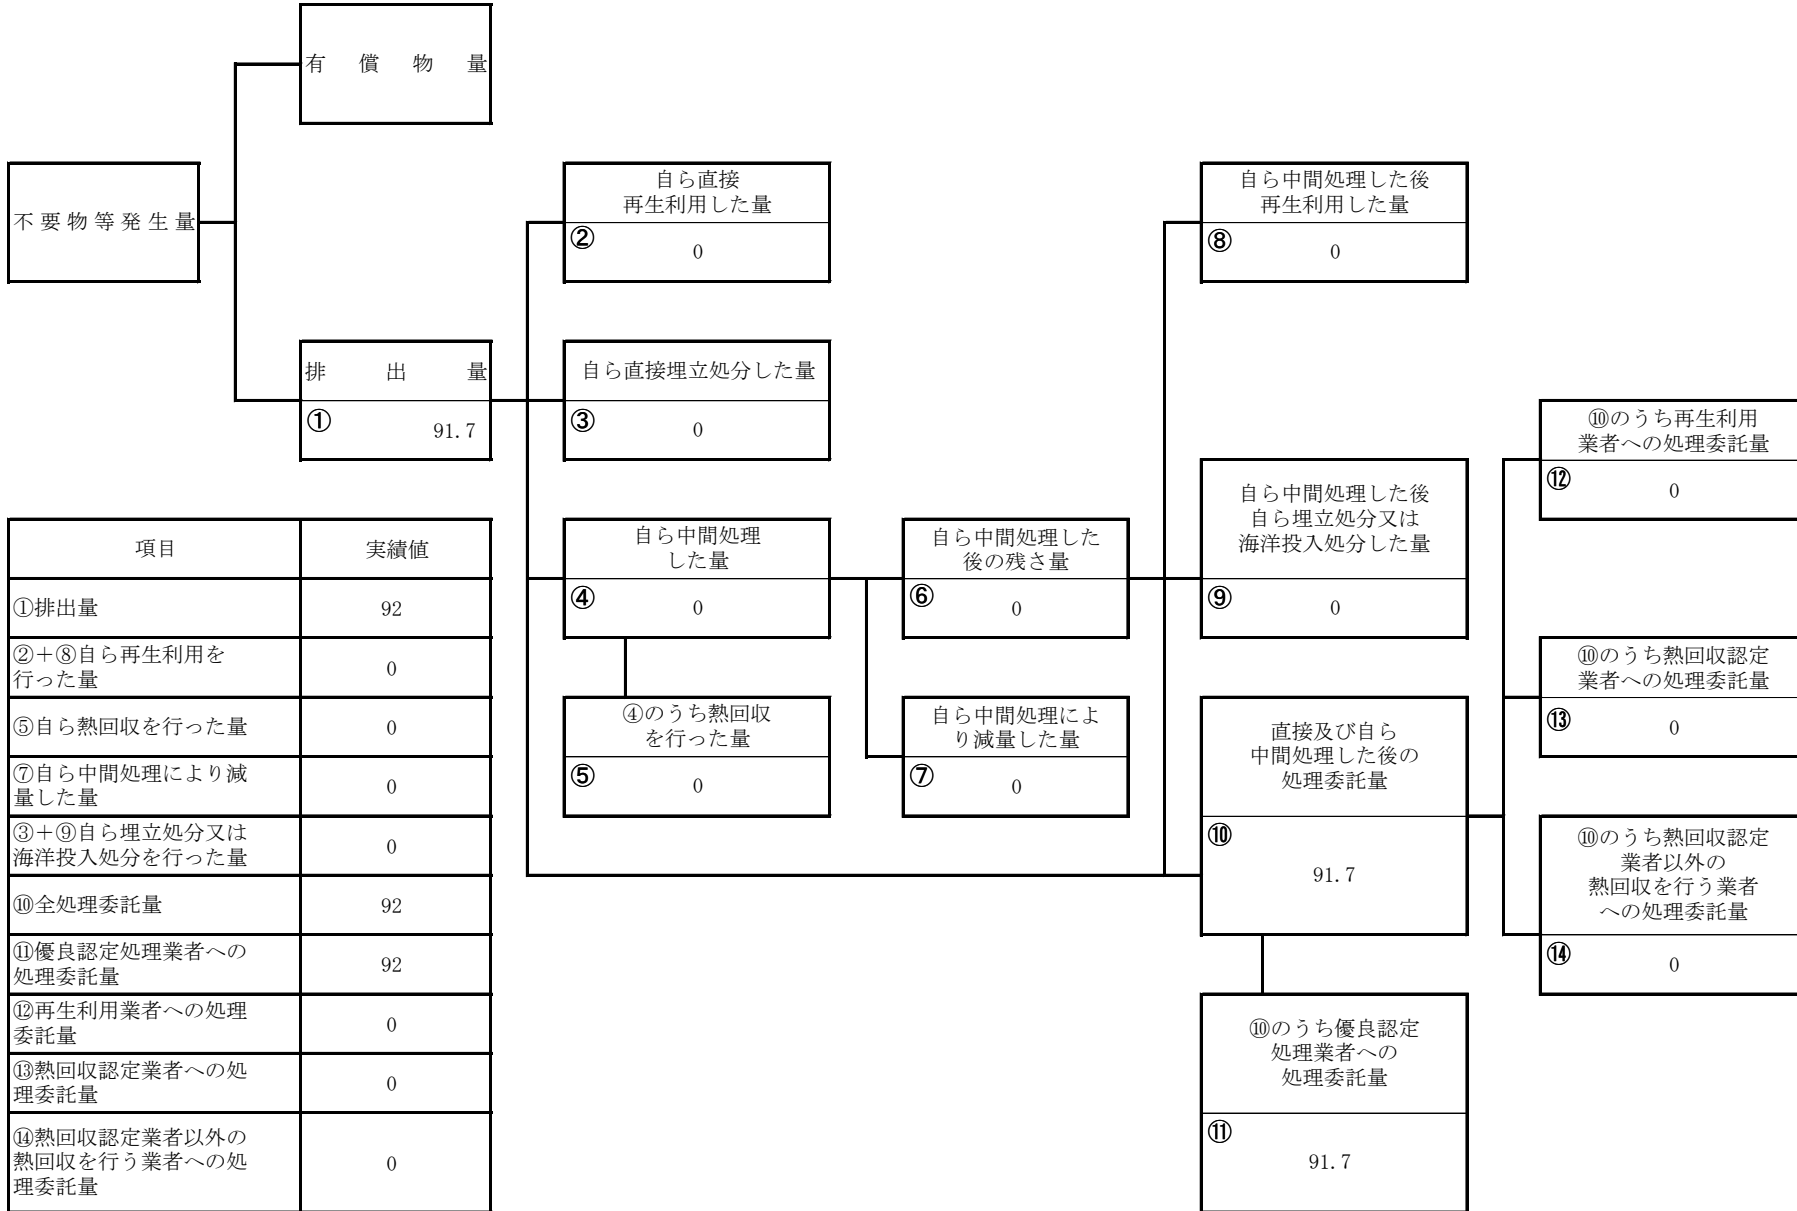 有償物量
不要物等発生量
自ら直接
再生利用した量
②
0
自ら中間処理した後
再生利用した量
⑧
0
排出量
①
91.7
自ら直接埋立処分した量
③
0
⑩のうち再生利用
業者への処理委託量
⑫
0
自ら中間処理
した量
④
0
自ら中間処理した
後の残さ量
⑥
0
自ら中間処理した後
自ら埋立処分又は
海洋投入処分した量
⑨
0
⑩のうち熱回収認定
業者への処理委託量
⑬
0
④のうち熱回収
を行った量
⑤
0
自ら中間処理によ
り減量した量
⑦
0
直接及び自ら
中間処理した後の
処理委託量
⑩
91.7
⑩のうち熱回収認定
業者以外の
熱回収を行う業者
への処理委託量
⑭
0
⑩のうち優良認定
処理業者への
処理委託量
⑪
91.7
項目 実績値
①排出量 92
②+⑧自ら再生利用を
行った量 0
⑤自ら熱回収を行った量 0
⑦自ら中間処理により減
量した量 0
③+⑨自ら埋立処分又は
海洋投入処分を行った量 0
⑩全処理委託量 92
⑪優良認定処理業者への
処理委託量 92
⑫再生利用業者への処理
委託量 0
⑬熱回収認定業者への処
理委託量 0
⑭熱回収認定業者以外の
熱回収を行う業者への処
理委託量 0